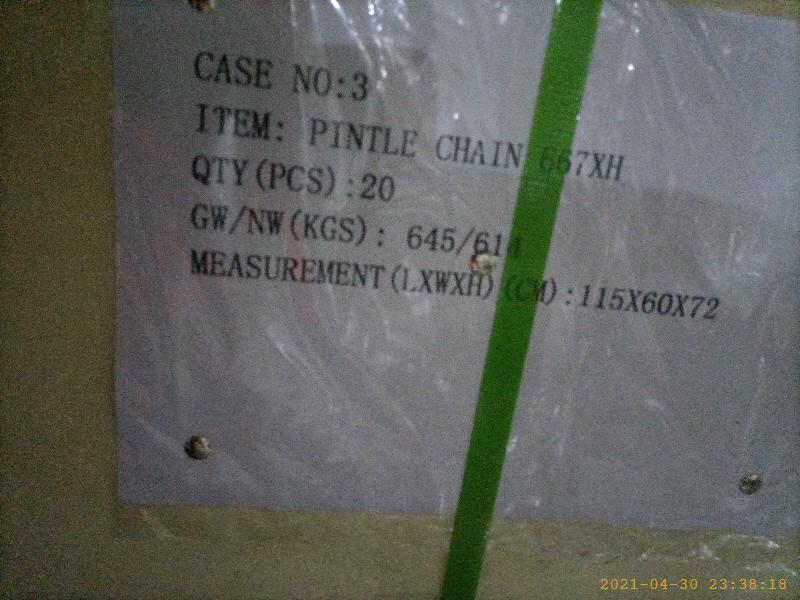 CASE NO:3
ITEM: PINTLE CHAIN 667XH
QTY(PCS):20
GW/NW(KGS): 645/614
MEASUREMENT(LXWXH)(CM):115X60X72
2021-04-30 23:38:18